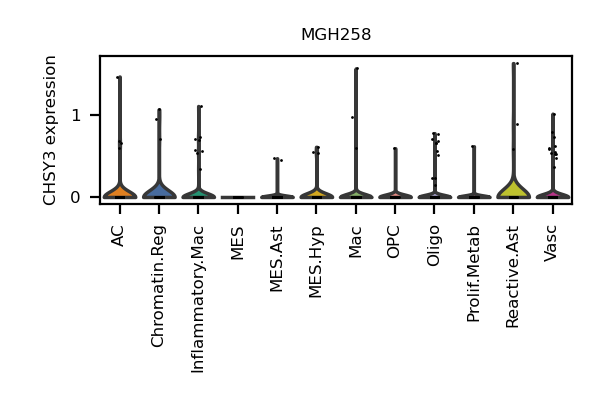 MGH258
CHSY3 expression
1
0
AC
Chromatin.Reg
Inflammatory.Mac
MES
MES.Ast
MES.Hyp
Mac
OPC
Oligo
Prolif.Metab
Reactive.Ast
Vasc